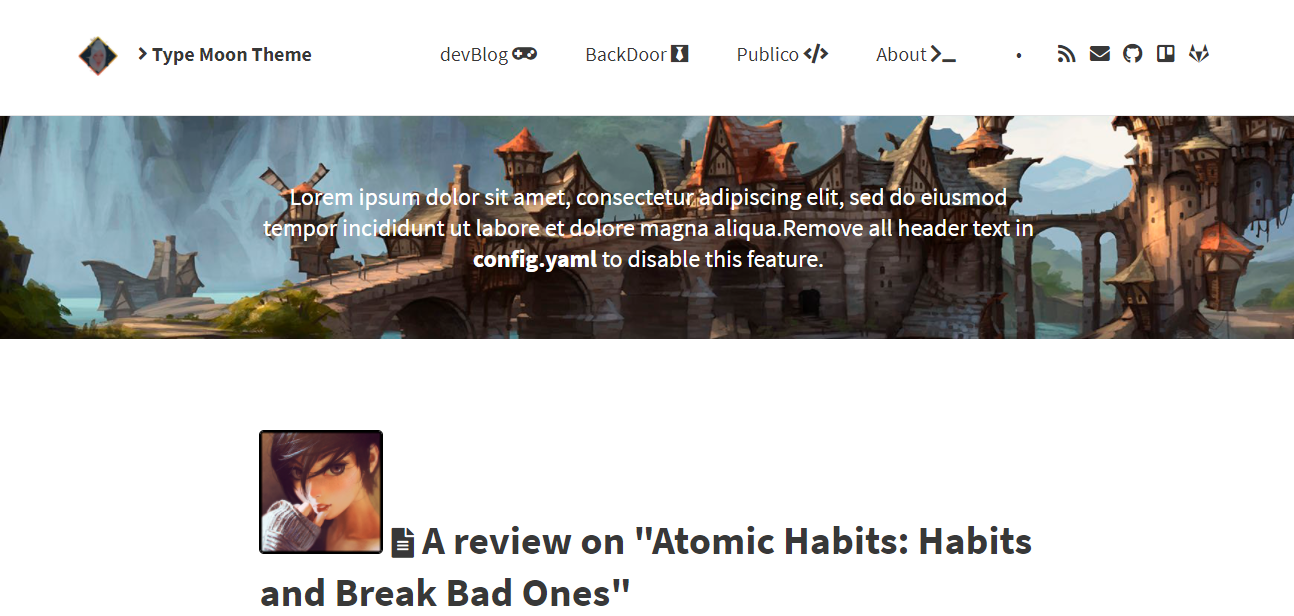 Type Moon Theme
devBlog
BackDoor
Publico
About
Lorem ipsum dolor sit amet, consectetur adipiscing elit, sed do eiusmod
tempor incididunt ut labore et dolore magna aliqua.Remove all header text in
config.yaml to disable this feature.
A review on "Atomic Habits: Habits
and Break Bad Ones"